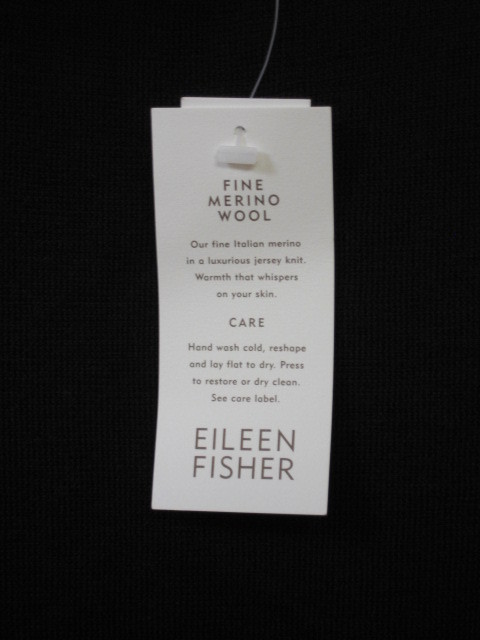 FINE
MERINO
WOOL
Our fine Italian merino
in a luxurious jersey knit.
Warmth that whispers
on your skin.
CARE
Hand wash cold, reshape
and lay flat to dry. Press
to restore or dry clean.
See care label.
EILEEN
FISHER